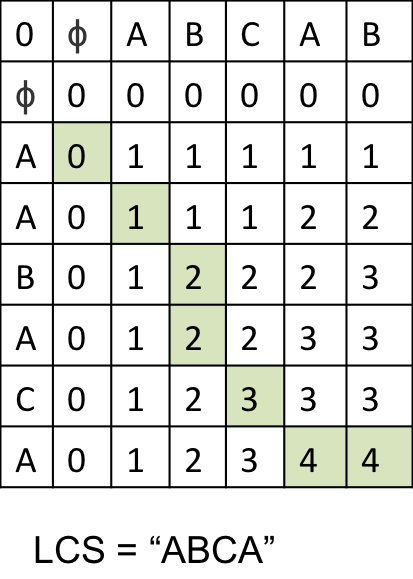 0 ϕ A B C A B
ϕ 0 0 0 0 0 0
A 0 1 1 1 1 1
A 0 1 1 1 2 2
B 0 1 2 2 2 3
A 0 1 2 2 3 3
C 0 1 2 3 3 3
A 0 1 2 3 4 4
LCS = “ABCA”